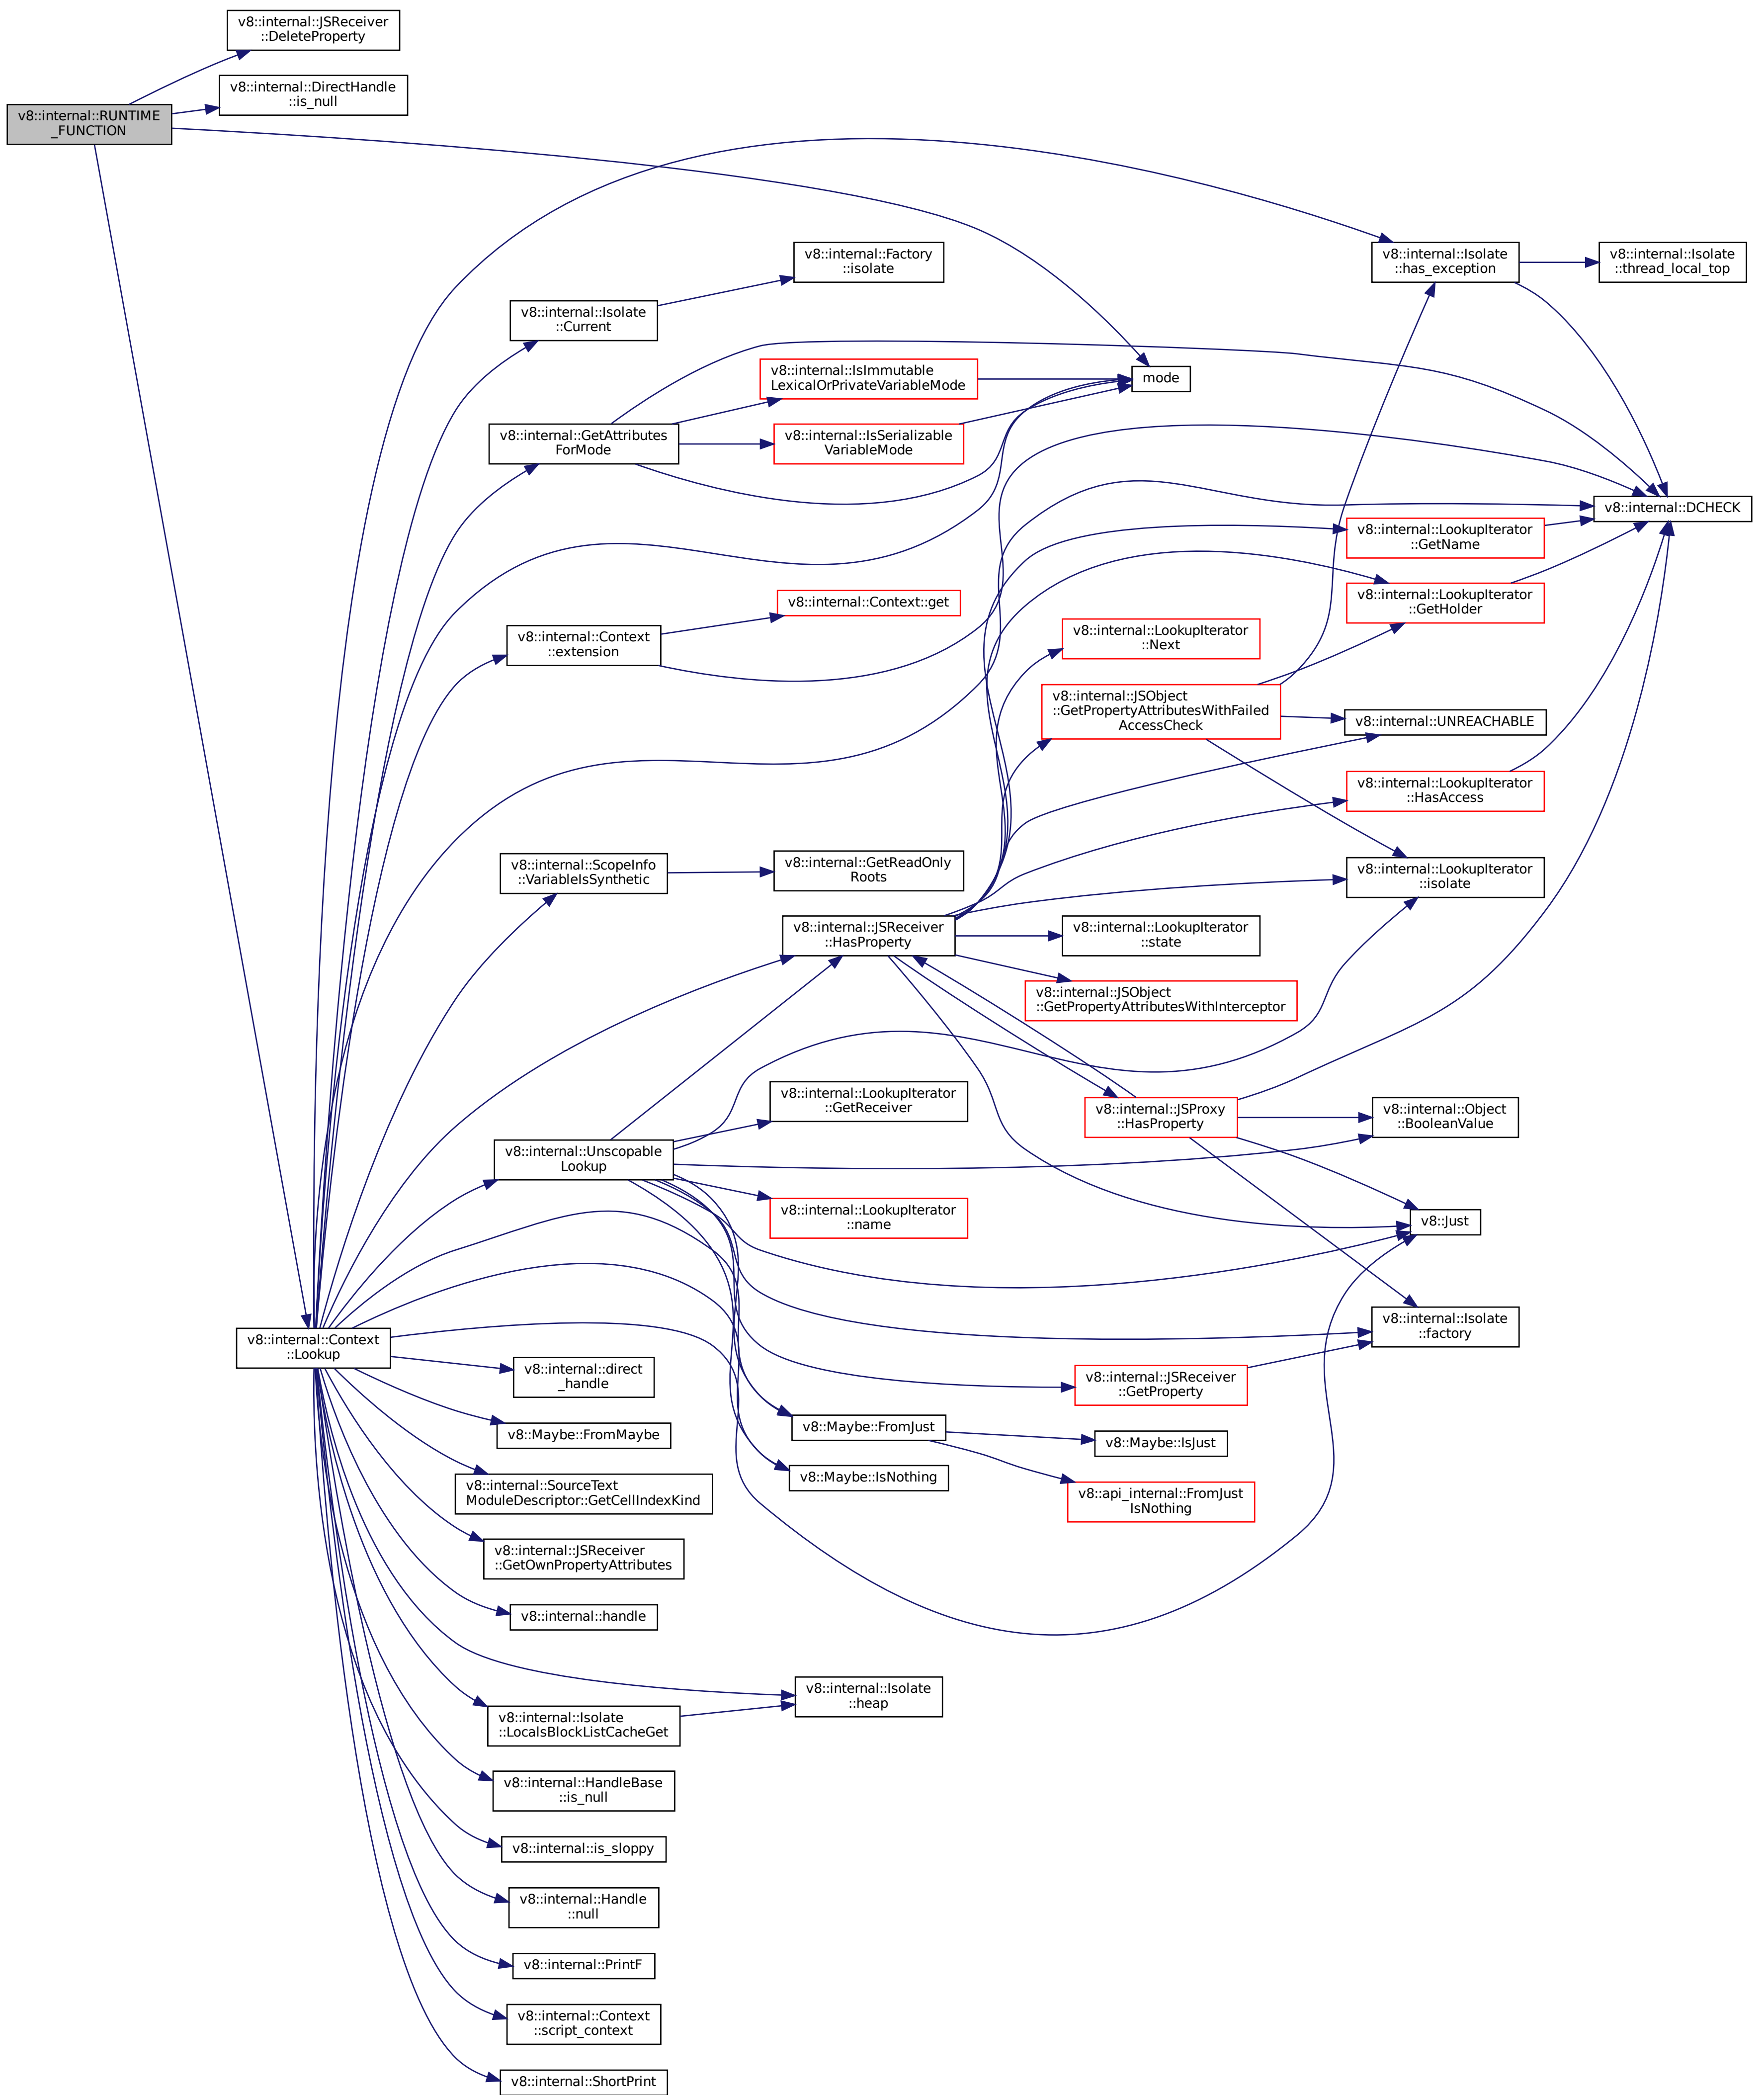 v8::internal::JSReceiver
::DeleteProperty
v8::internal::DirectHandle
::is_null
v8::internal::RUNTIME
_FUNCTION
v8::internal::Factory
::isolate
v8::internal::Isolate
::has_exception
v8::internal::Isolate
::thread_local_top
v8::internal::Isolate
::Current
v8::internal::IsImmutable
LexicalOrPrivateVariableMode
mode
v8::internal::GetAttributes
ForMode
v8::internal::IsSerializable
VariableMode
v8::internal::DCHECK
v8::internal::LookupIterator
::GetName
v8::internal::Context::get
v8::internal::LookupIterator
::GetHolder
v8::internal::Context
::extension
v8::internal::LookupIterator
::Next
v8::internal::JSObject
::GetPropertyAttributesWithFailed
AccessCheck
v8::internal::UNREACHABLE
v8::internal::LookupIterator
::HasAccess
v8::internal::ScopeInfo
::VariableIsSynthetic
v8::internal::GetReadOnly
Roots
v8::internal::LookupIterator
::isolate
v8::internal::JSReceiver
::HasProperty
v8::internal::LookupIterator
::state
v8::internal::JSObject
::GetPropertyAttributesWithInterceptor
v8::internal::LookupIterator
::GetReceiver
v8::internal::JSProxy
::HasProperty
v8::internal::Object
::BooleanValue
v8::internal::Unscopable
Lookup
v8::internal::LookupIterator
::name
v8::Just
v8::internal::Isolate
::factory
v8::internal::Context
::Lookup
v8::internal::direct
_handle
v8::internal::JSReceiver
::GetProperty
v8::Maybe::FromMaybe
v8::Maybe::FromJust
v8::Maybe::IsJust
v8::Maybe::IsNothing
v8::internal::SourceText
ModuleDescriptor::GetCellIndexKind
v8::api_internal::FromJust
IsNothing
v8::internal::JSReceiver
::GetOwnPropertyAttributes
v8::internal::handle
v8::internal::Isolate
::heap
v8::internal::Isolate
::LocalsBlockListCacheGet
v8::internal::HandleBase
::is_null
v8::internal::is_sloppy
v8::internal::Handle
::null
v8::internal::PrintF
v8::internal::Context
::script_context
v8::internal::ShortPrint